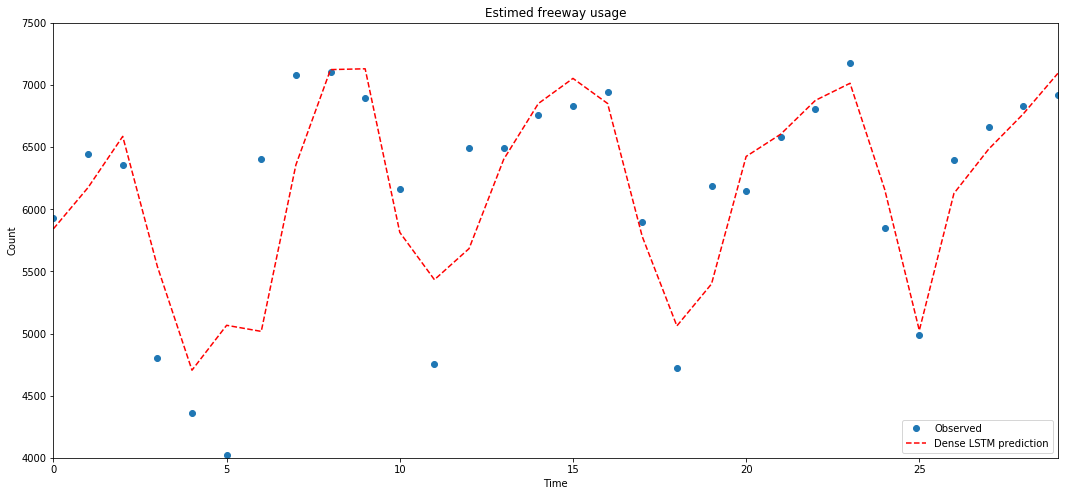 Estimed freeway usage
7500
7000
6500
6000
5500
5000
4500
4000
Count
0 5 10 15 20 25
Time
Observed
Dense LSTM prediction